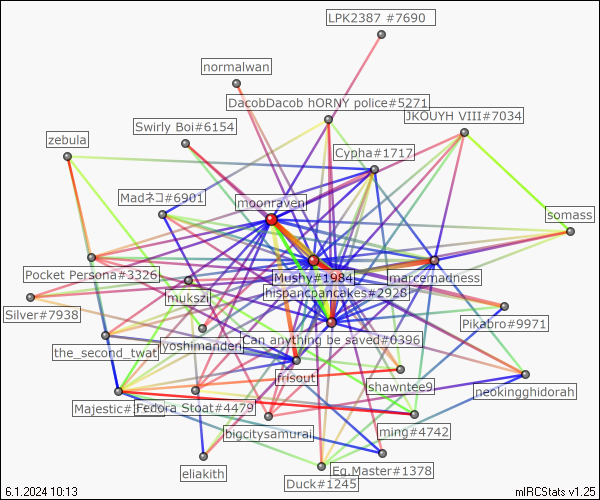 LPK2387 #7690
normalwan
DacobDacob hORNY police#5271
JKOUYH VIII#7034
Swirly Boi#6154
zebula
Cypha#1717
Madネコ#6901
moonraven
somass
Pocket Persona#3326
Mushy#1984
marcemadness
mukszi
hispancpancakes#2928
Silver#7938
Pikabro#9971
yoshimanden
Can anything be saved#0396
the_second_twat
frisout
shawntee9
neokingghidorah
Majestic#
Fedora Stoat#4479
bigcitysamurai
ming#4742
eliakith
Eg.Master#1378
Duck#1245
6.1.2024 10:13
mIRCStats v1.25